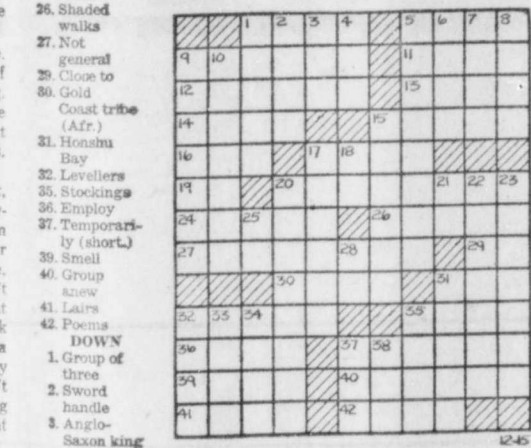 26. Shaded
walks
27. Not
general
29. Close to
30. Gold
Coast tribe
(Afr.)
31. Honshu
Bay
32. Levellers
35. Stockings
36. Employ
37. Temporari-
ly (short.)
39. Smell
40. Group
anew
41. Lairs
42. Poems
DOWN
1. Group of
three
2. Sword
handle
3. Anglo-
Saxon king
1 2 3 4 5 6 7 8
9 10 11
12 13
14 15
16 17 18
19 20 21 22 23
24 25 26
27 28 29
30 31
32 33 34 35
36 37 38
39 40
41 42
12-15